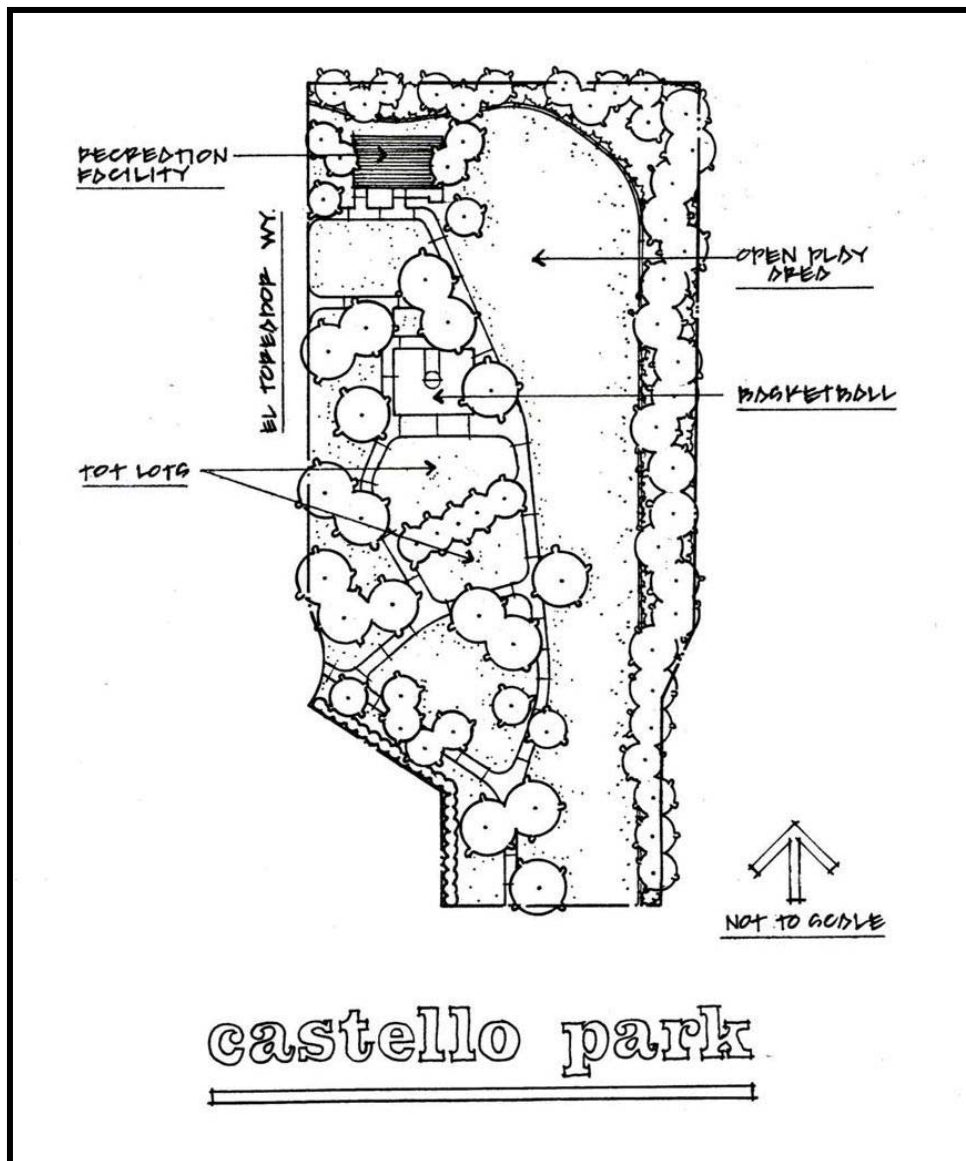 RECREATION
FACILITY
EL TOREADOR WY.
OPEN PLAY
AREA
BASKETBALL
TOT LOTS
NOT TO SCALE
castello park